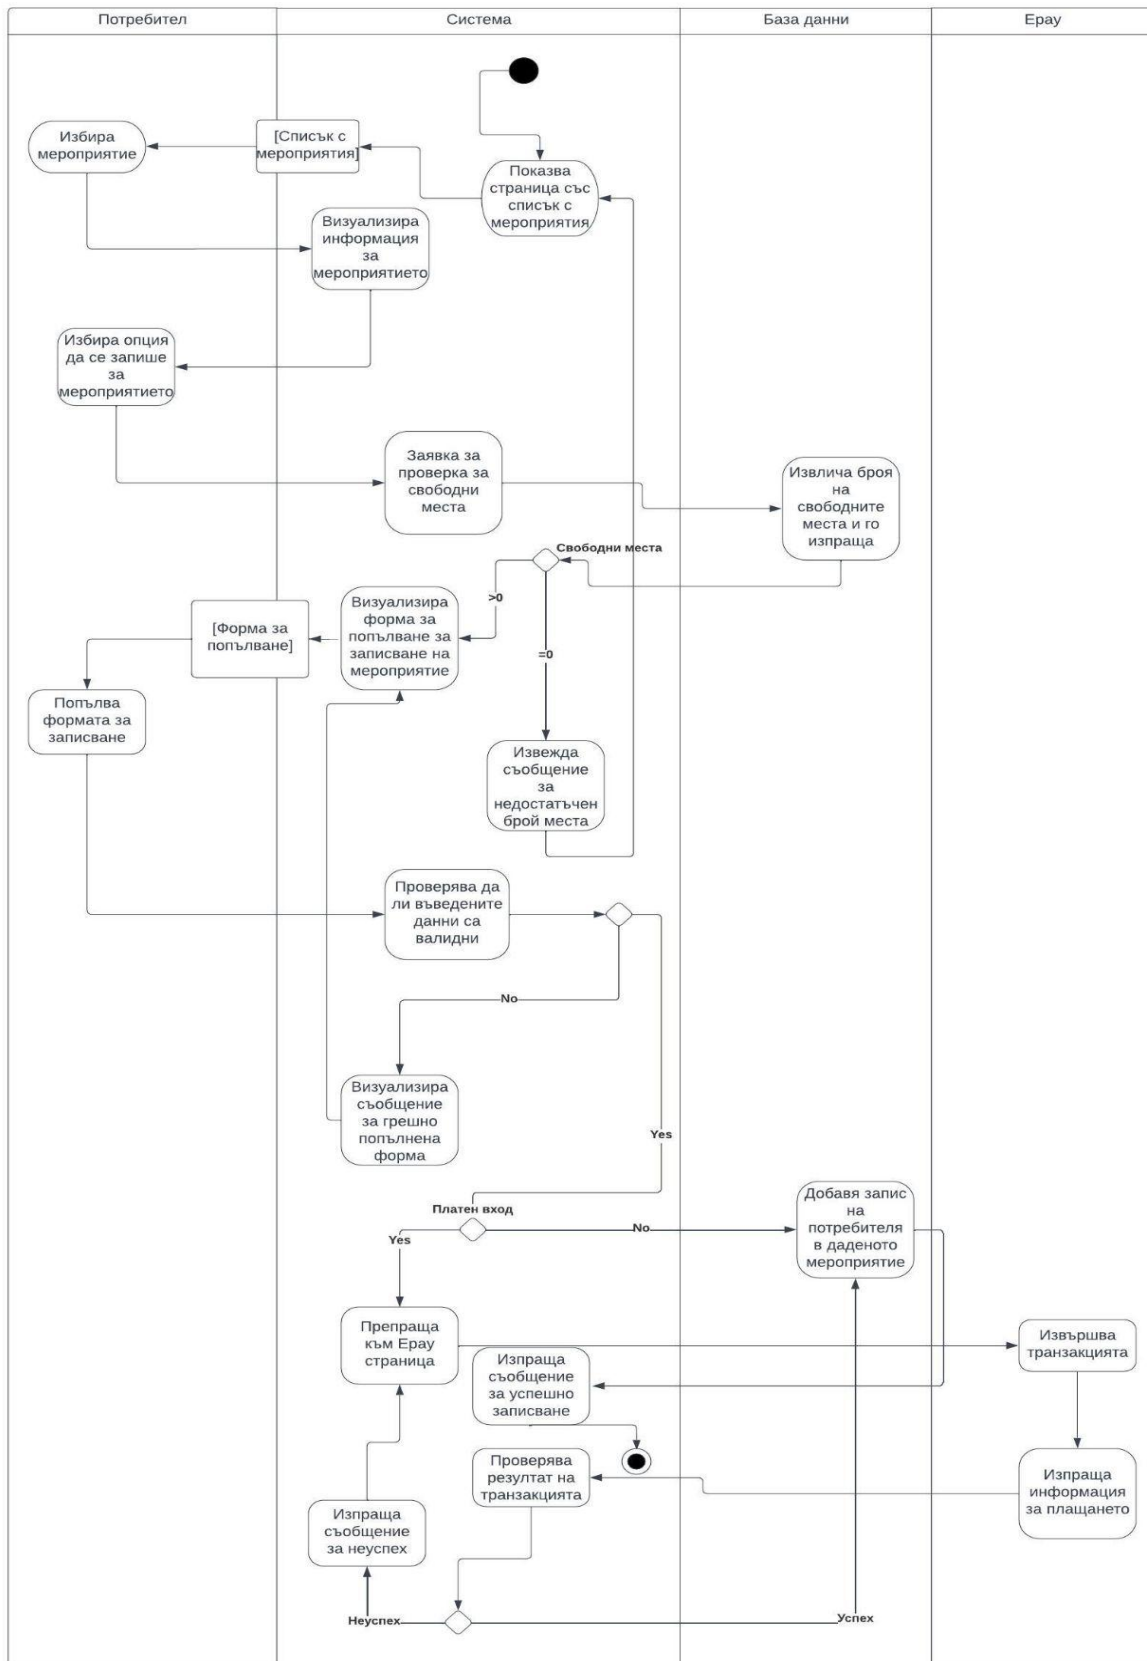 Потребител
Система
База данни
Epay
[Списък с
мероприятия]
Избира
мероприятие
Показва
страница със
списък с
мероприятия
Визуализира
информация
за
мероприятието
Избира опция
да се запише
за
мероприятието
Заявка за
проверка за
свободни
места
Извлича броя
на
свободните
места и го
изпраща
Свободни места
>0
=0
Визуализира
форма за
попълване за
записване на
мероприятие
[Форма за
попълване]
Попълва
формата за
записване
Извежда
съобщение
за
недостатъчен
брой места
Проверява да
ли въведените
данни са
валидни
No
Визуализира
съобщение
за грешно
попълнена
форма
Yes
Платен вход
Yes
No
Добавя запис
на
потребителя
в даденото
мероприятие
Препраща
към Epay
страница
Извършва
транзакцията
Изпраща
съобщение
за успешно
записване
Проверява
резултат на
транзакцията
Изпраща
информация
за плащането
Изпраща
съобщение
за неуспех
Неуспех
Успех